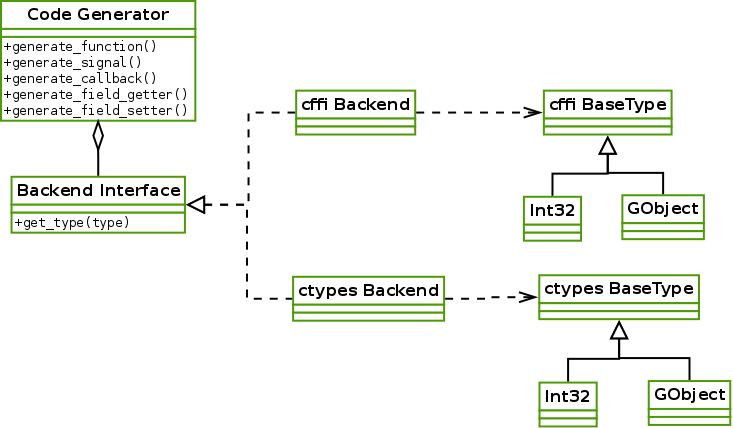 Code Generator
+generate_function()
+generate_signal()
+generate_callback()
+generate_field_getter()
+generate_field_setter()
Backend Interface
+get_type(type)
cffi Backend
cffi BaseType
Int32
GObject
ctypes Backend
ctypes BaseType
Int32
GObject